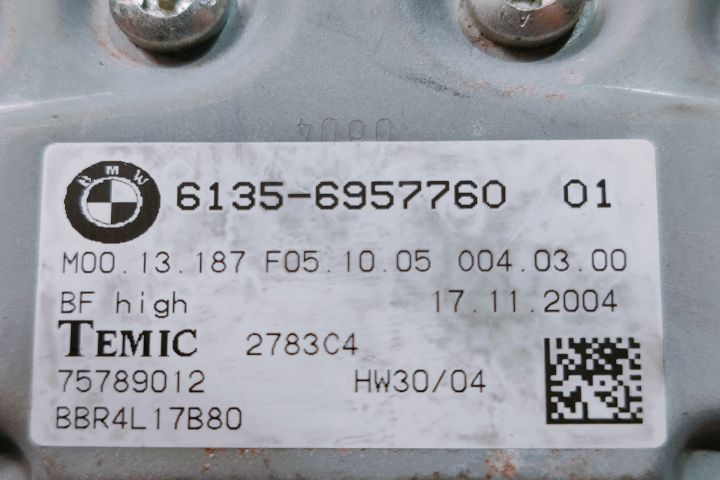 0604
BMW 6135-6957760 01
M00.13.187 F05.10.05 004.03.00
BF high 17.11.2004
TEMIC 2783C4
75789012 HW30/04
BBR4L17B80